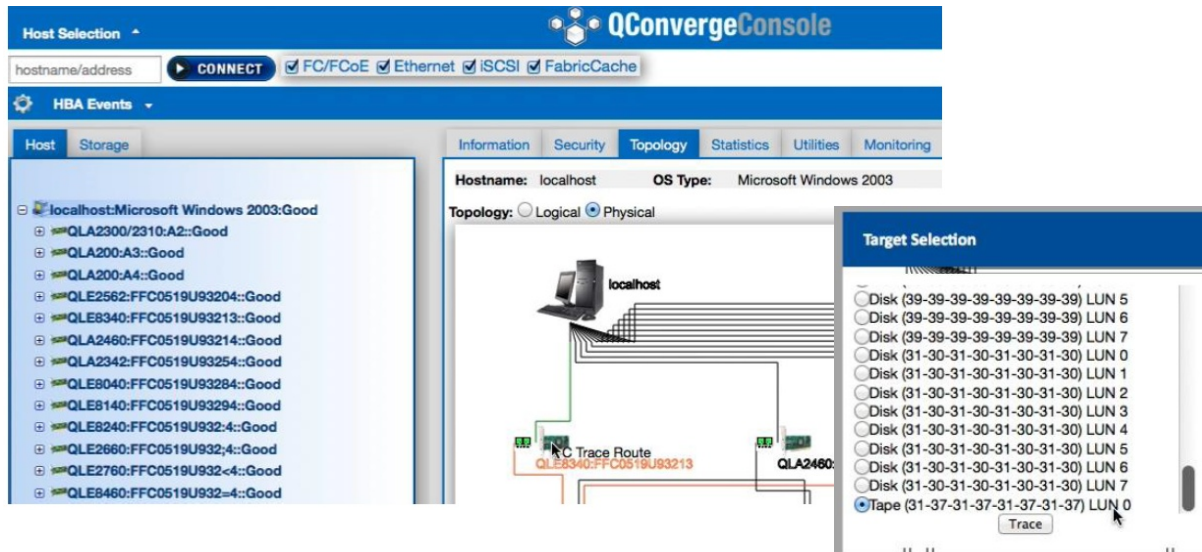 Host Selection
QConvergeConsole
hostname/address CONNECT FC/FCoE Ethernet iSCSI FabricCache
HBA Events
Host Storage
localhost:Microsoft Windows 2003:Good
QLA2300/2310:A2::Good
QLA200:A3::Good
QLA200:A4::Good
QLE2562:FFC0519U93204::Good
QLE8340:FFC0519U93213::Good
QLA2460:FFC0519U93214::Good
QLA2342:FFC0519U93254::Good
QLE8040:FFC0519U93284::Good
QLE8140:FFC0519U93294::Good
QLE8240:FFC0519U932:4::Good
QLE2660:FFC0519U932;4::Good
QLE2760:FFC0519U932<4::Good
QLE8460:FFC0519U932=4::Good
Information Security Topology Statistics Utilities Monitoring
Hostname: localhost OS Type: Microsoft Windows 2003
Topology: Logical Physical
localhost
C Trace Route
QLE8340:FFC0519U93213
QLA2460:
Target Selection
Disk (39-39-39-39-39-39-39-39) LUN 5
Disk (39-39-39-39-39-39-39-39) LUN 6
Disk (39-39-39-39-39-39-39-39) LUN 7
Disk (31-30-31-30-31-30-31-30) LUN 0
Disk (31-30-31-30-31-30-31-30) LUN 1
Disk (31-30-31-30-31-30-31-30) LUN 2
Disk (31-30-31-30-31-30-31-30) LUN 3
Disk (31-30-31-30-31-30-31-30) LUN 4
Disk (31-30-31-30-31-30-31-30) LUN 5
Disk (31-30-31-30-31-30-31-30) LUN 6
Disk (31-30-31-30-31-30-31-30) LUN 7
Tape (31-37-31-37-31-37-31-37) LUN 0
Trace